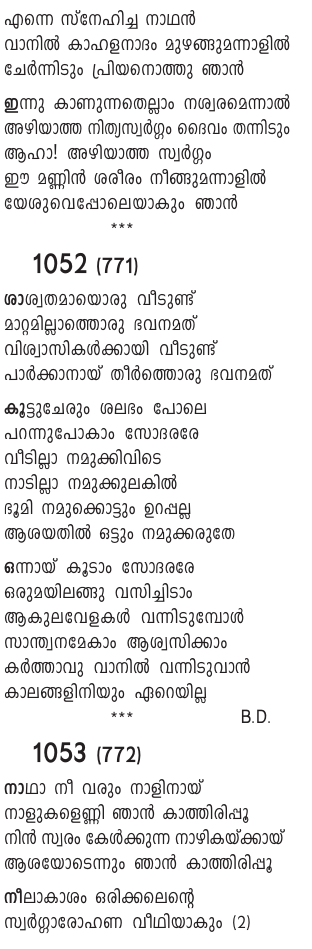 എന്നെ സ്നേഹിച്ച നാഥൻ
വാനിൽ കാഹളനാദം മുഴങ്ങുമന്നാളിൽ
ചേർന്നിടും പ്രിയനൊത്തു ഞാൻ
ഇന്നു കാണുന്നതെല്ലാം നശ്വരമെന്നാൽ
അഴിയാത്ത നിത്യസ്വർഗ്ഗം ദൈവം തന്നിടും
ആഹാ! അഴിയാത്ത സ്വർഗ്ഗം
ഈ മണ്ണിൻ ശരീരം നീങ്ങുമന്നാളിൽ
യേശുവെപ്പോലെയാകും ഞാൻ
***
1052 (771)
ശാശ്വതമായൊരു വീടുണ്ട്
മാറ്റമില്ലാത്തൊരു ഭവനമത്
വിശ്വാസികൾക്കായി വീടുണ്ട്
പാർക്കാനായ് തീർത്തൊരു ഭവനമത്
കൂട്ടുചേരും ശലഭം പോലെ
പറന്നുപോകാം സോദരരേ
വീടില്ലാ നമുക്കിവിടെ
നാടില്ലാ നമുക്കുലകിൽ
ഭൂമി നമുക്കൊട്ടും ഉറപ്പല്ല
ആശയതിൽ ഒട്ടും നമുക്കരുതേ
ഒന്നായ് കൂടാം സോദരരേ
ഒരുമയിലങ്ങു വസിച്ചിടാം
ആകുലവേളകൾ വന്നിടുമ്പോൾ
സാന്ത്വനമേകാം ആശ്വസിക്കാം
കർത്താവു വാനിൽ വന്നിടുവാൻ
കാലങ്ങളിനിയും ഏറെയില്ല
*** B.D.
1053 (772)
നാഥാ നീ വരും നാളിനായ്
നാളുകളെണ്ണി ഞാൻ കാത്തിരിപ്പൂ
നിൻ സ്വരം കേൾക്കുന്ന നാഴികയ്ക്കായ്
ആശയോടെന്നും ഞാൻ കാത്തിരിപ്പൂ
നീലാകാശം ഒരിക്കലെന്റെ
സ്വർഗ്ഗാരോഹണ വീഥിയാകും (2)